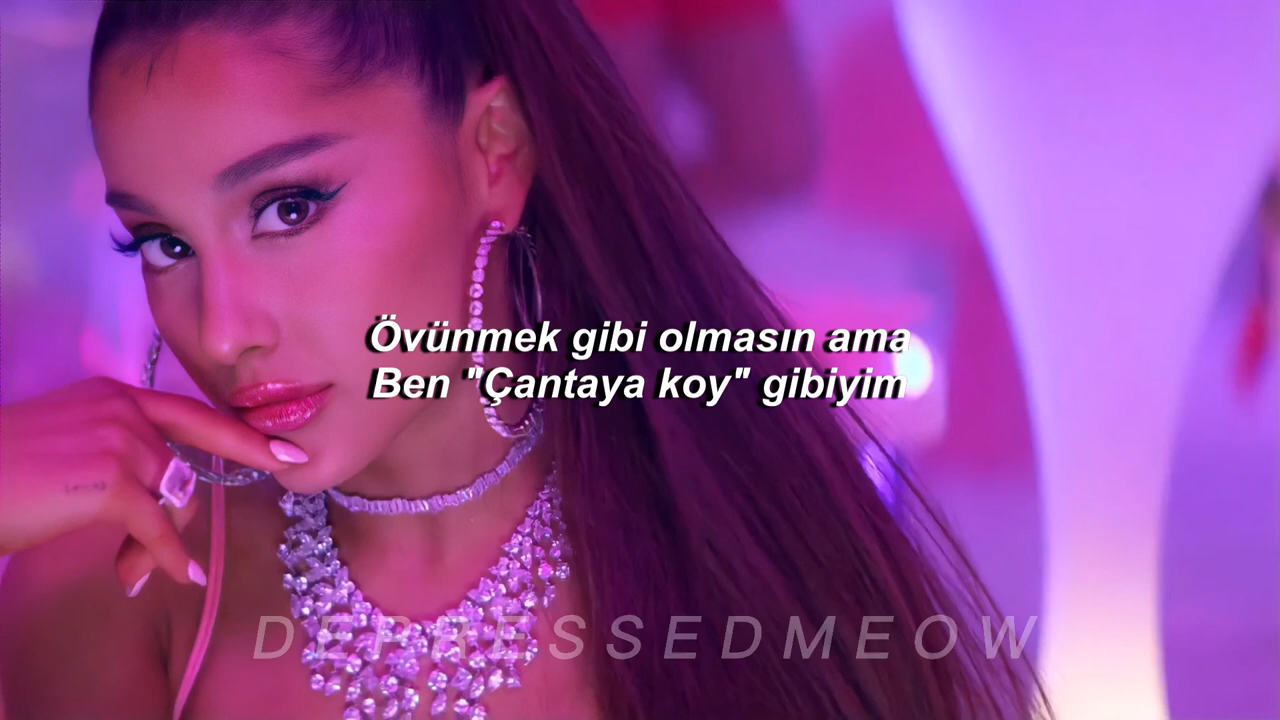 Övünmek gibi olmasın ama
Ben "Çantaya koy" gibiyim
DEPRESSEDMEOW